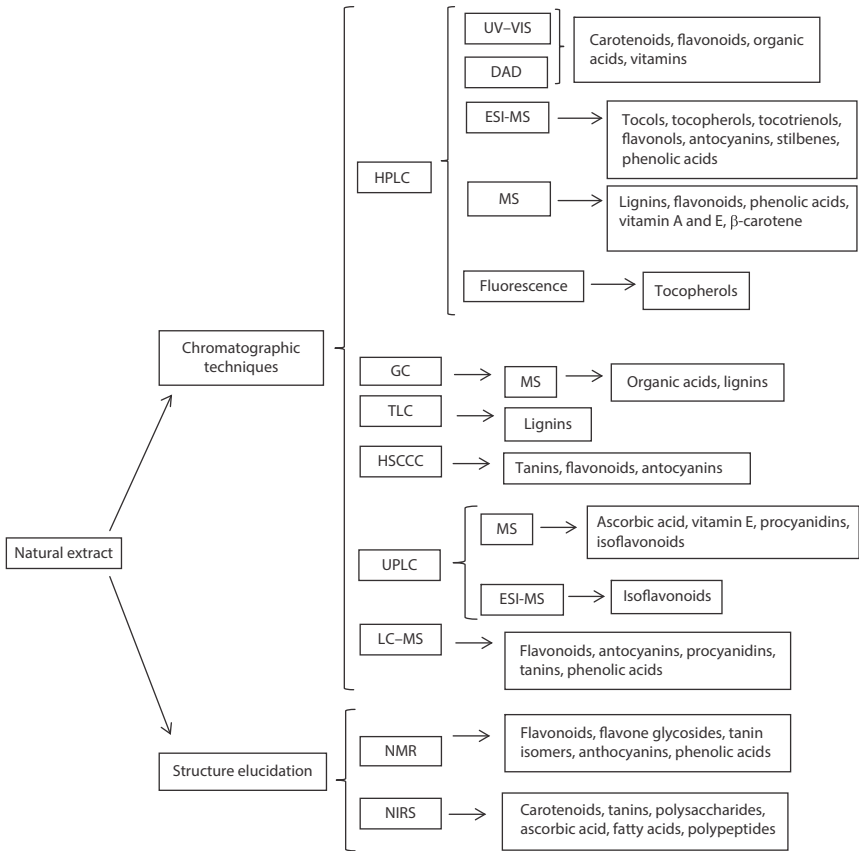 UV–VIS
DAD
Carotenoids, flavonoids, organic
acids, vitamins
ESI-MS
Tocols, tocopherols, tocotrienols,
flavonols, antocyanins, stilbenes,
phenolic acids
HPLC
MS
Lignins, flavonoids, phenolic acids,
vitamin A and E, β-carotene
Fluorescence
Tocopherols
Chromatographic
techniques
GC
MS
Organic acids, lignins
TLC
Lignins
HSCCC
Tanins, flavonoids, antocyanins
Natural extract
UPLC
MS
Ascorbic acid, vitamin E, procyanidins,
isoflavonoids
ESI-MS
Isoflavonoids
LC–MS
Flavonoids, antocyanins, procyanidins,
tanins, phenolic acids
Structure elucidation
NMR
Flavonoids, flavone glycosides, tanin
isomers, anthocyanins, phenolic acids
NIRS
Carotenoids, tanins, polysaccharides,
ascorbic acid, fatty acids, polypeptides